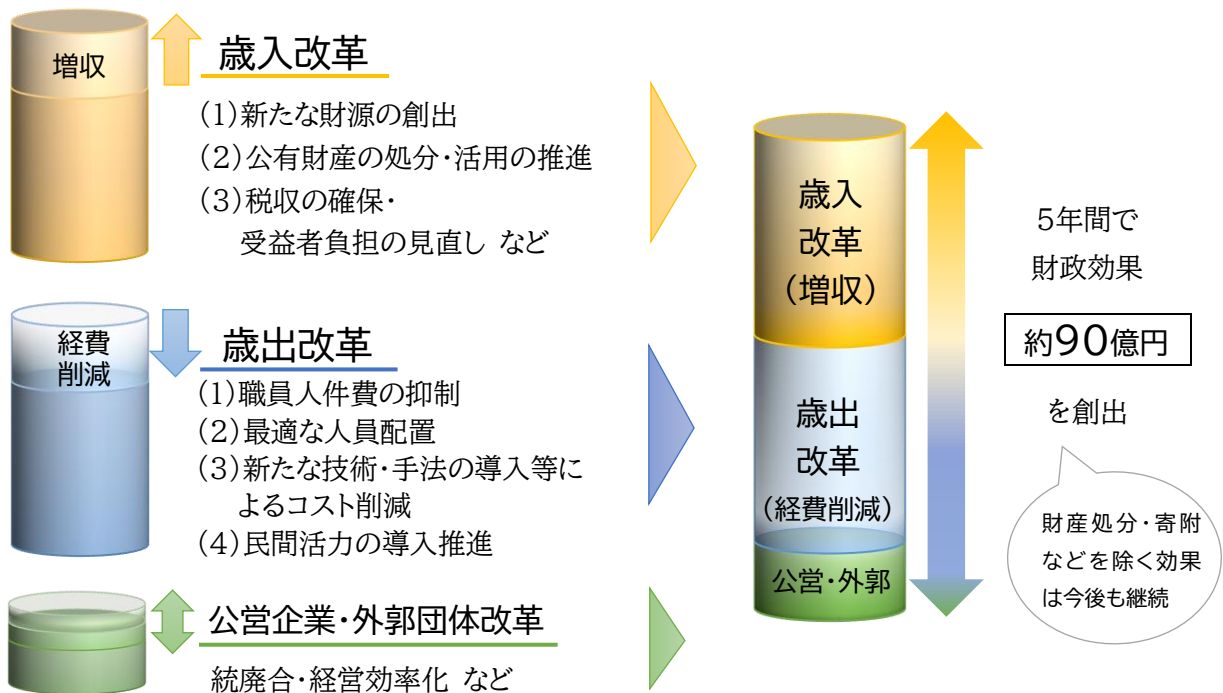 増収
歳入改革
(1)新たな財源の創出
(2)公有財産の処分・活用の推進
(3)税収の確保・
受益者負担の見直し など
経費
削減
歳出改革
(1)職員人件費の抑制
(2)最適な人員配置
(3)新たな技術・手法の導入等に
よるコスト削減
(4)民間活力の導入推進
公営企業・外郭団体改革
統廃合・経営効率化 など
歳入
改革
(増収)
歳出
改革
(経費削減)
公営・外郭
5年間で
財政効果
約90億円
を創出
財産処分・寄附
などを除く効果
は今後も継続